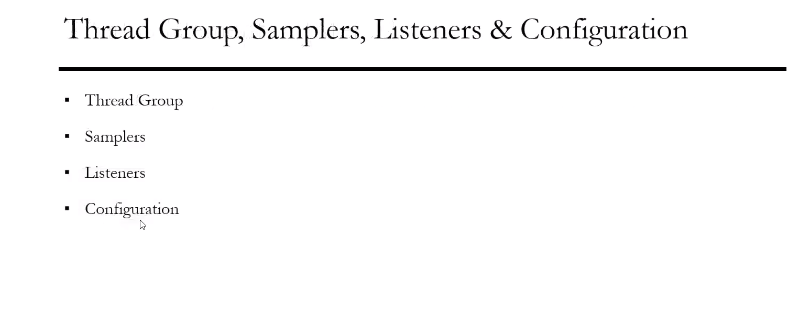 Thread Group, Samplers, Listeners & Configuration
▪ Thread Group
▪ Samplers
▪ Listeners
▪ Configuration